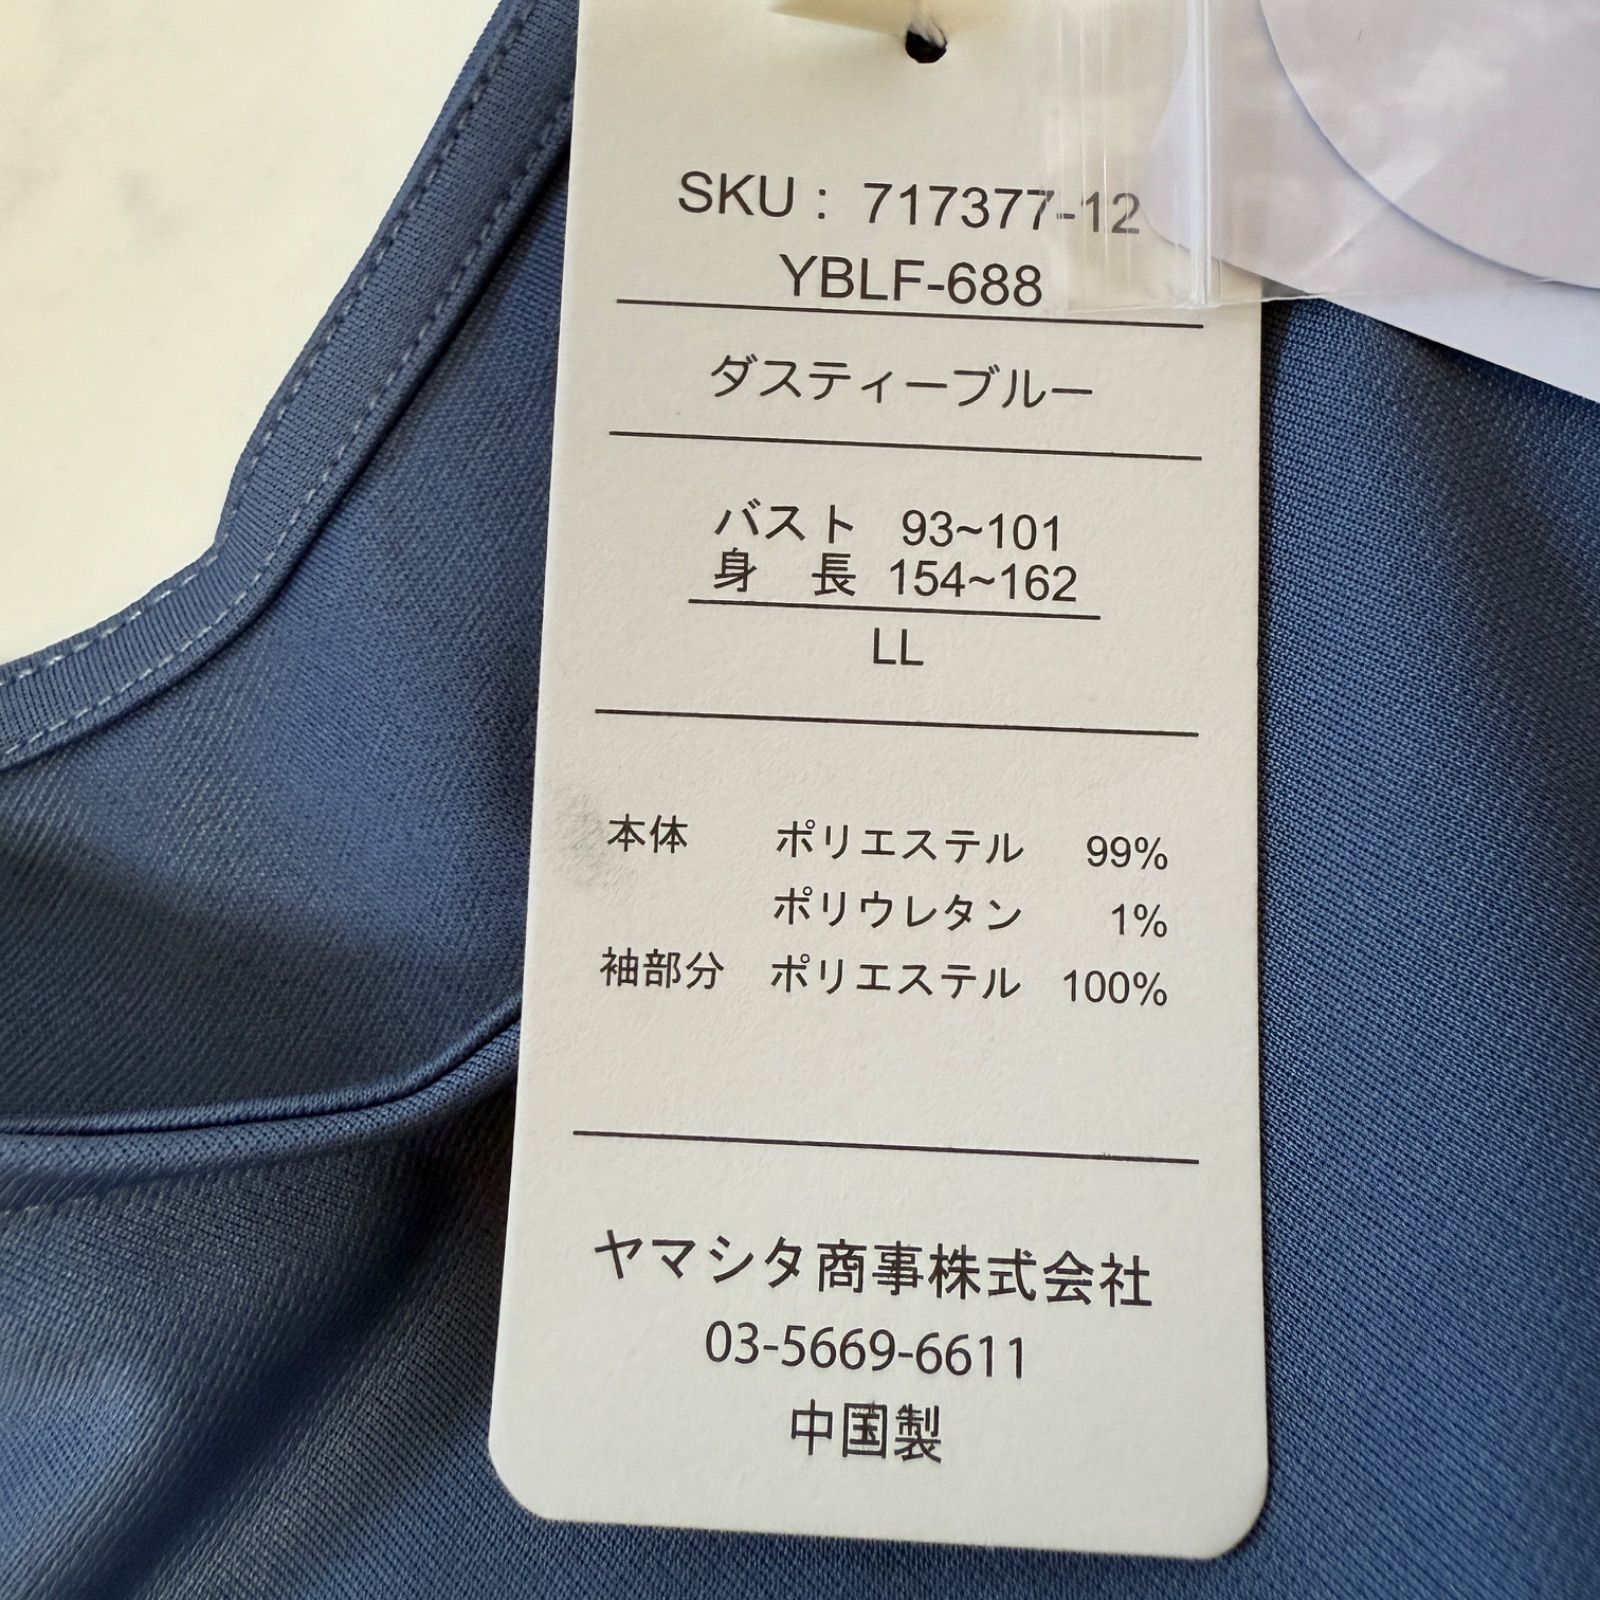 SKU : 717377-12
YBLF-688
ダスティーブルー
バスト 93~101
身 長 154~162
LL
本体 ポリエステル 99%
ポリウレタン 1%
袖部分 ポリエステル 100%
ヤマシタ商事株式会社
03-5669-6611
中国製